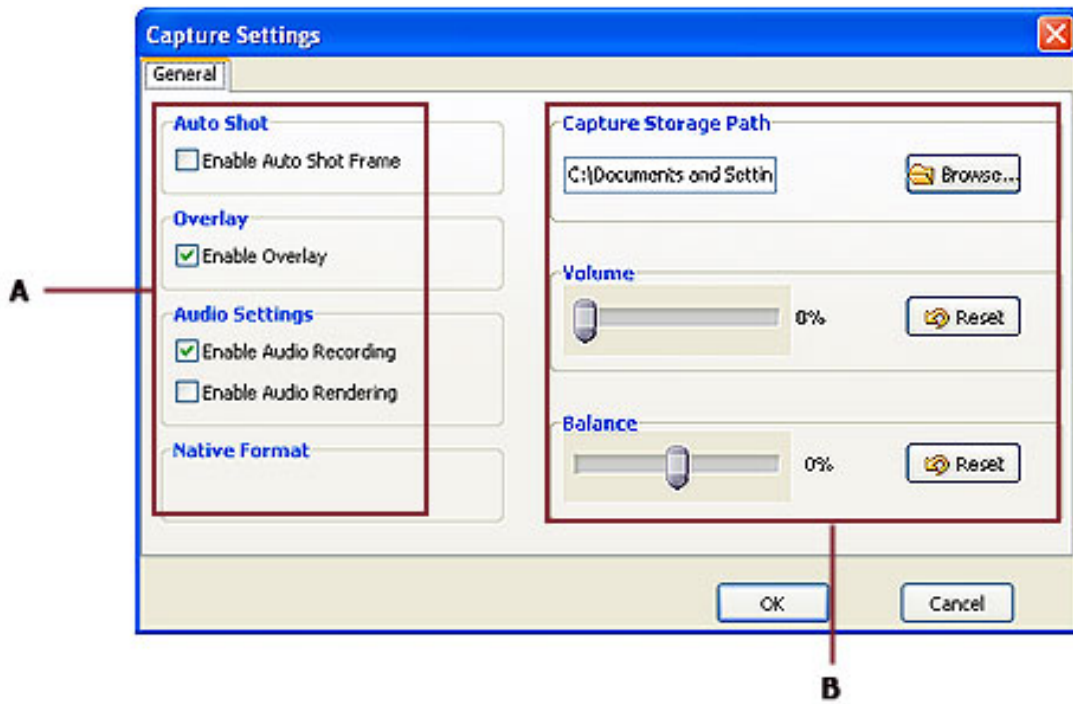 Capture Settings
General
Auto Shot
Enable Auto Shot Frame
Overlay
Enable Overlay
Audio Settings
Enable Audio Recording
Enable Audio Rendering
Native Format
Capture Storage Path
C:\Documents and Settin
Browse...
Volume
0%
Reset
Balance
0%
Reset
OK
Cancel
A
B